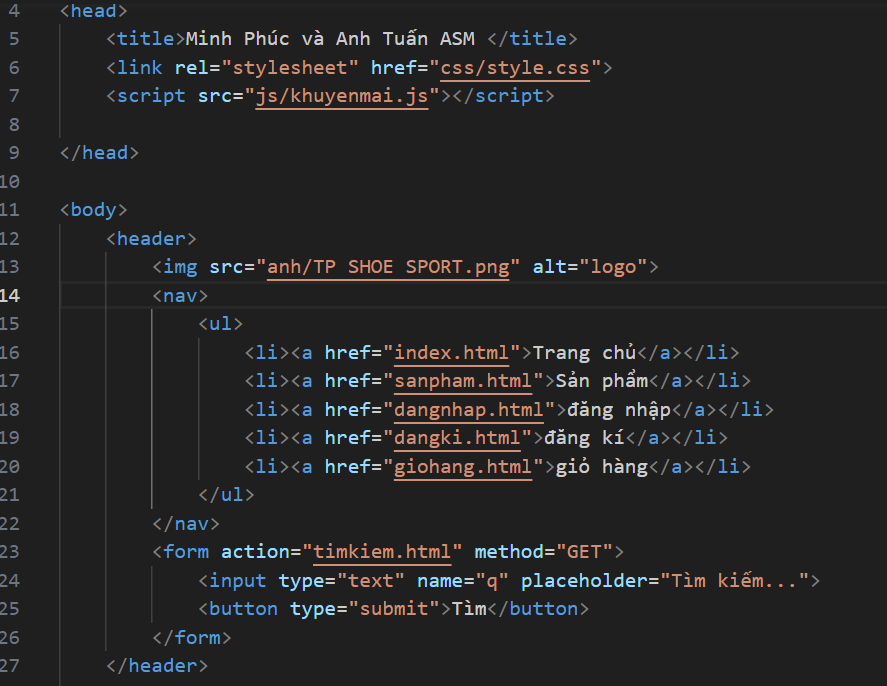 4 <head>
5 <title>Minh Phúc và Anh Tuấn ASM </title>
6 <link rel="stylesheet" href="css/style.css">
7 <script src="js/khuyenmai.js"></script>
8
9 </head>
10
11 <body>
12 <header>
13 <img src="anh/TP SHOE SPORT.png" alt="logo">
14 <nav>
15 <ul>
16 <li><a href="index.html">Trang chủ</a></li>
17 <li><a href="sanpham.html">Sản phẩm</a></li>
18 <li><a href="dangnhap.html">đăng nhập</a></li>
19 <li><a href="dangki.html">đăng kí</a></li>
20 <li><a href="giohang.html">giỏ hàng</a></li>
21 </ul>
22 </nav>
23 <form action="timkiem.html" method="GET">
24 <input type="text" name="q" placeholder="Tìm kiếm...">
25 <button type="submit">Tìm</button>
26 </form>
27 </header>